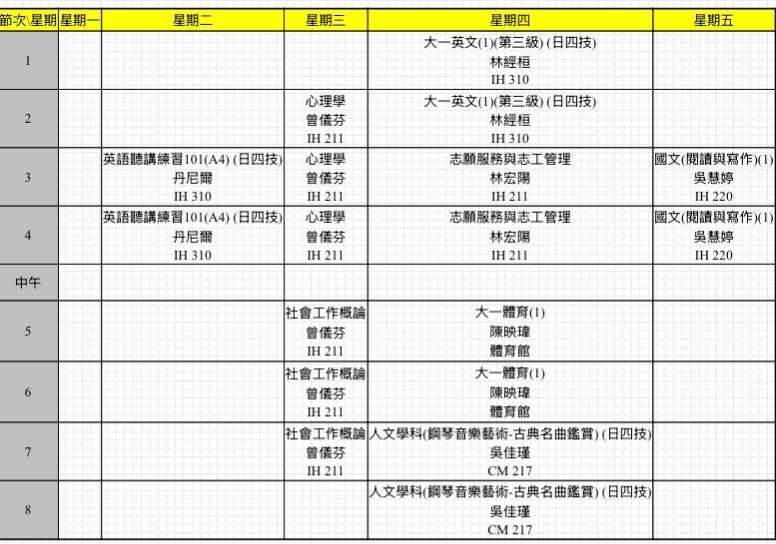 節次\星期 星期一 星期二 星期三 星期四 星期五
1
大一英文(1)(第三級) (日四技)
林經桓
IH 310
2
心理學
曾儀芬
IH 211
大一英文(1)(第三級) (日四技)
林經桓
IH 310
3
英語聽講練習101(A4) (日四技)
丹尼爾
IH 310
心理學
曾儀芬
IH 211
志願服務與志工管理
林宏陽
IH 211
國文(閱讀與寫作)(1)
吳慧婷
IH 220
4
英語聽講練習101(A4) (日四技)
丹尼爾
IH 310
心理學
曾儀芬
IH 211
志願服務與志工管理
林宏陽
IH 211
國文(閱讀與寫作)(1)
吳慧婷
IH 220
中午
5
社會工作概論
曾儀芬
IH 211
大一體育(1)
陳映瑋
體育館
6
社會工作概論
曾儀芬
IH 211
大一體育(1)
陳映瑋
體育館
7
社會工作概論
曾儀芬
IH 211
人文學科(鋼琴音樂藝術-古典名曲鑑賞) (日四技)
吳佳瑾
CM 217
8
人文學科(鋼琴音樂藝術-古典名曲鑑賞) (日四技)
吳佳瑾
CM 217